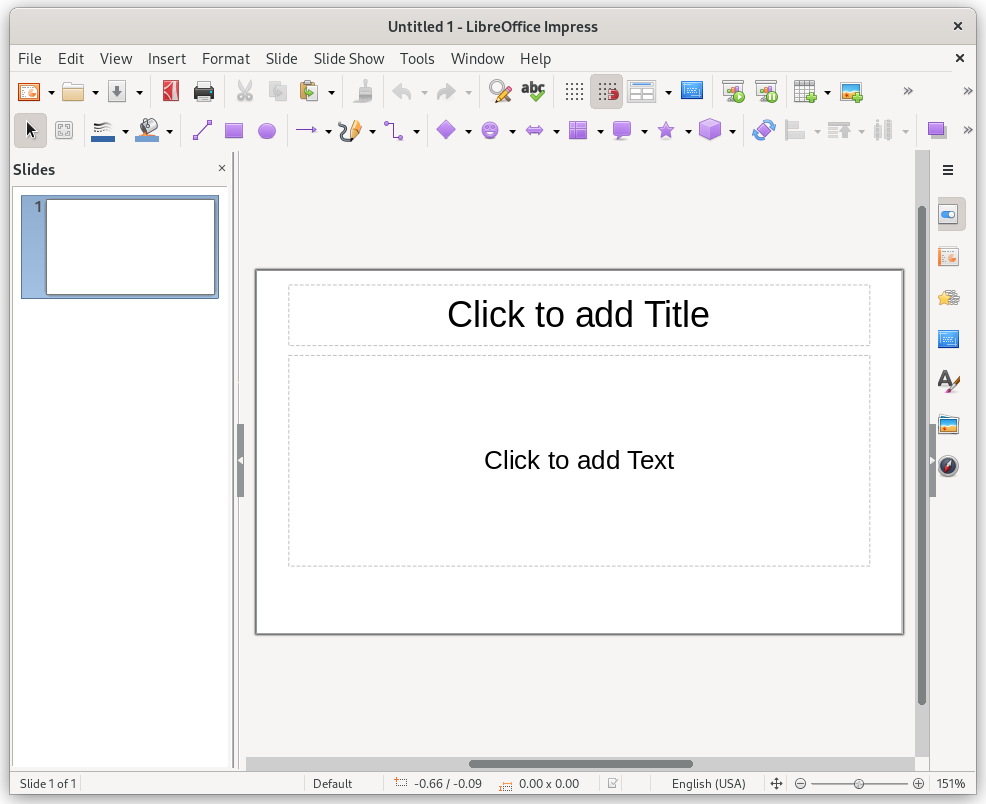 Untitled 1 - LibreOffice Impress
File Edit View Insert Format Slide Slide Show Tools Window Help
abc
Slides
1
Click to add Title
Click to add Text
Slide 1 of 1 Default -0.66 / -0.09 0.00 x 0.00 English (USA) 151%